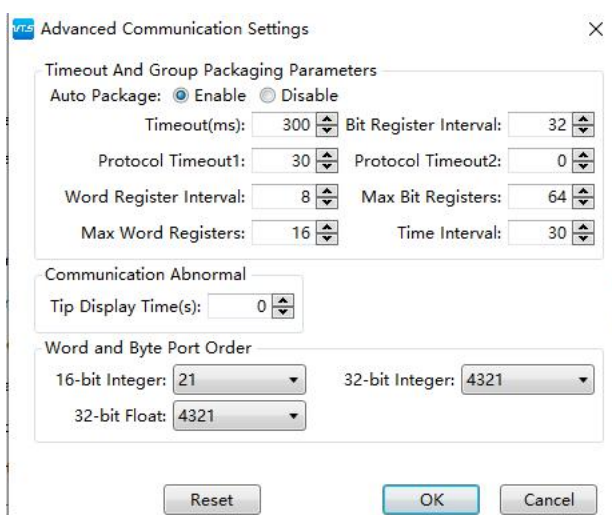 VTS Advanced Communication Settings
Timeout And Group Packaging Parameters
Auto Package: Enable Disable
Timeout(ms): 300 Bit Register Interval: 32
Protocol Timeout1: 30 Protocol Timeout2: 0
Word Register Interval: 8 Max Bit Registers: 64
Max Word Registers: 16 Time Interval: 30
Communication Abnormal
Tip Display Time(s): 0
Word and Byte Port Order
16-bit Integer: 21 32-bit Integer: 4321
32-bit Float: 4321
Reset OK Cancel